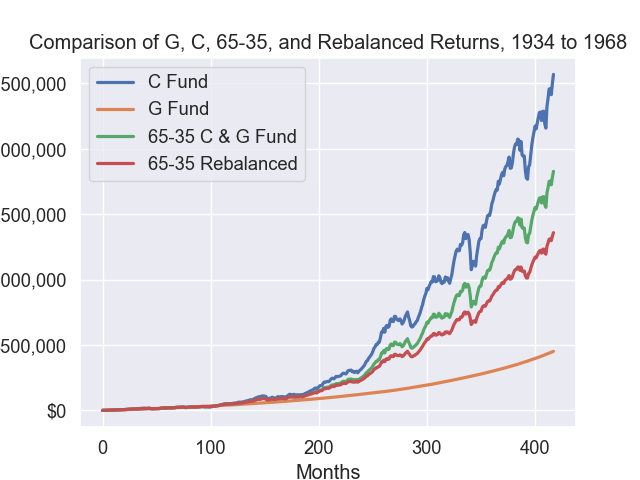 Comparison of G, C, 65-35, and Rebalanced Returns, 1934 to 1968
C Fund
G Fund
65-35 C & G Fund
65-35 Rebalanced
500,000
000,000
500,000
000,000
500,000
$0
0 100 200 300 400
Months